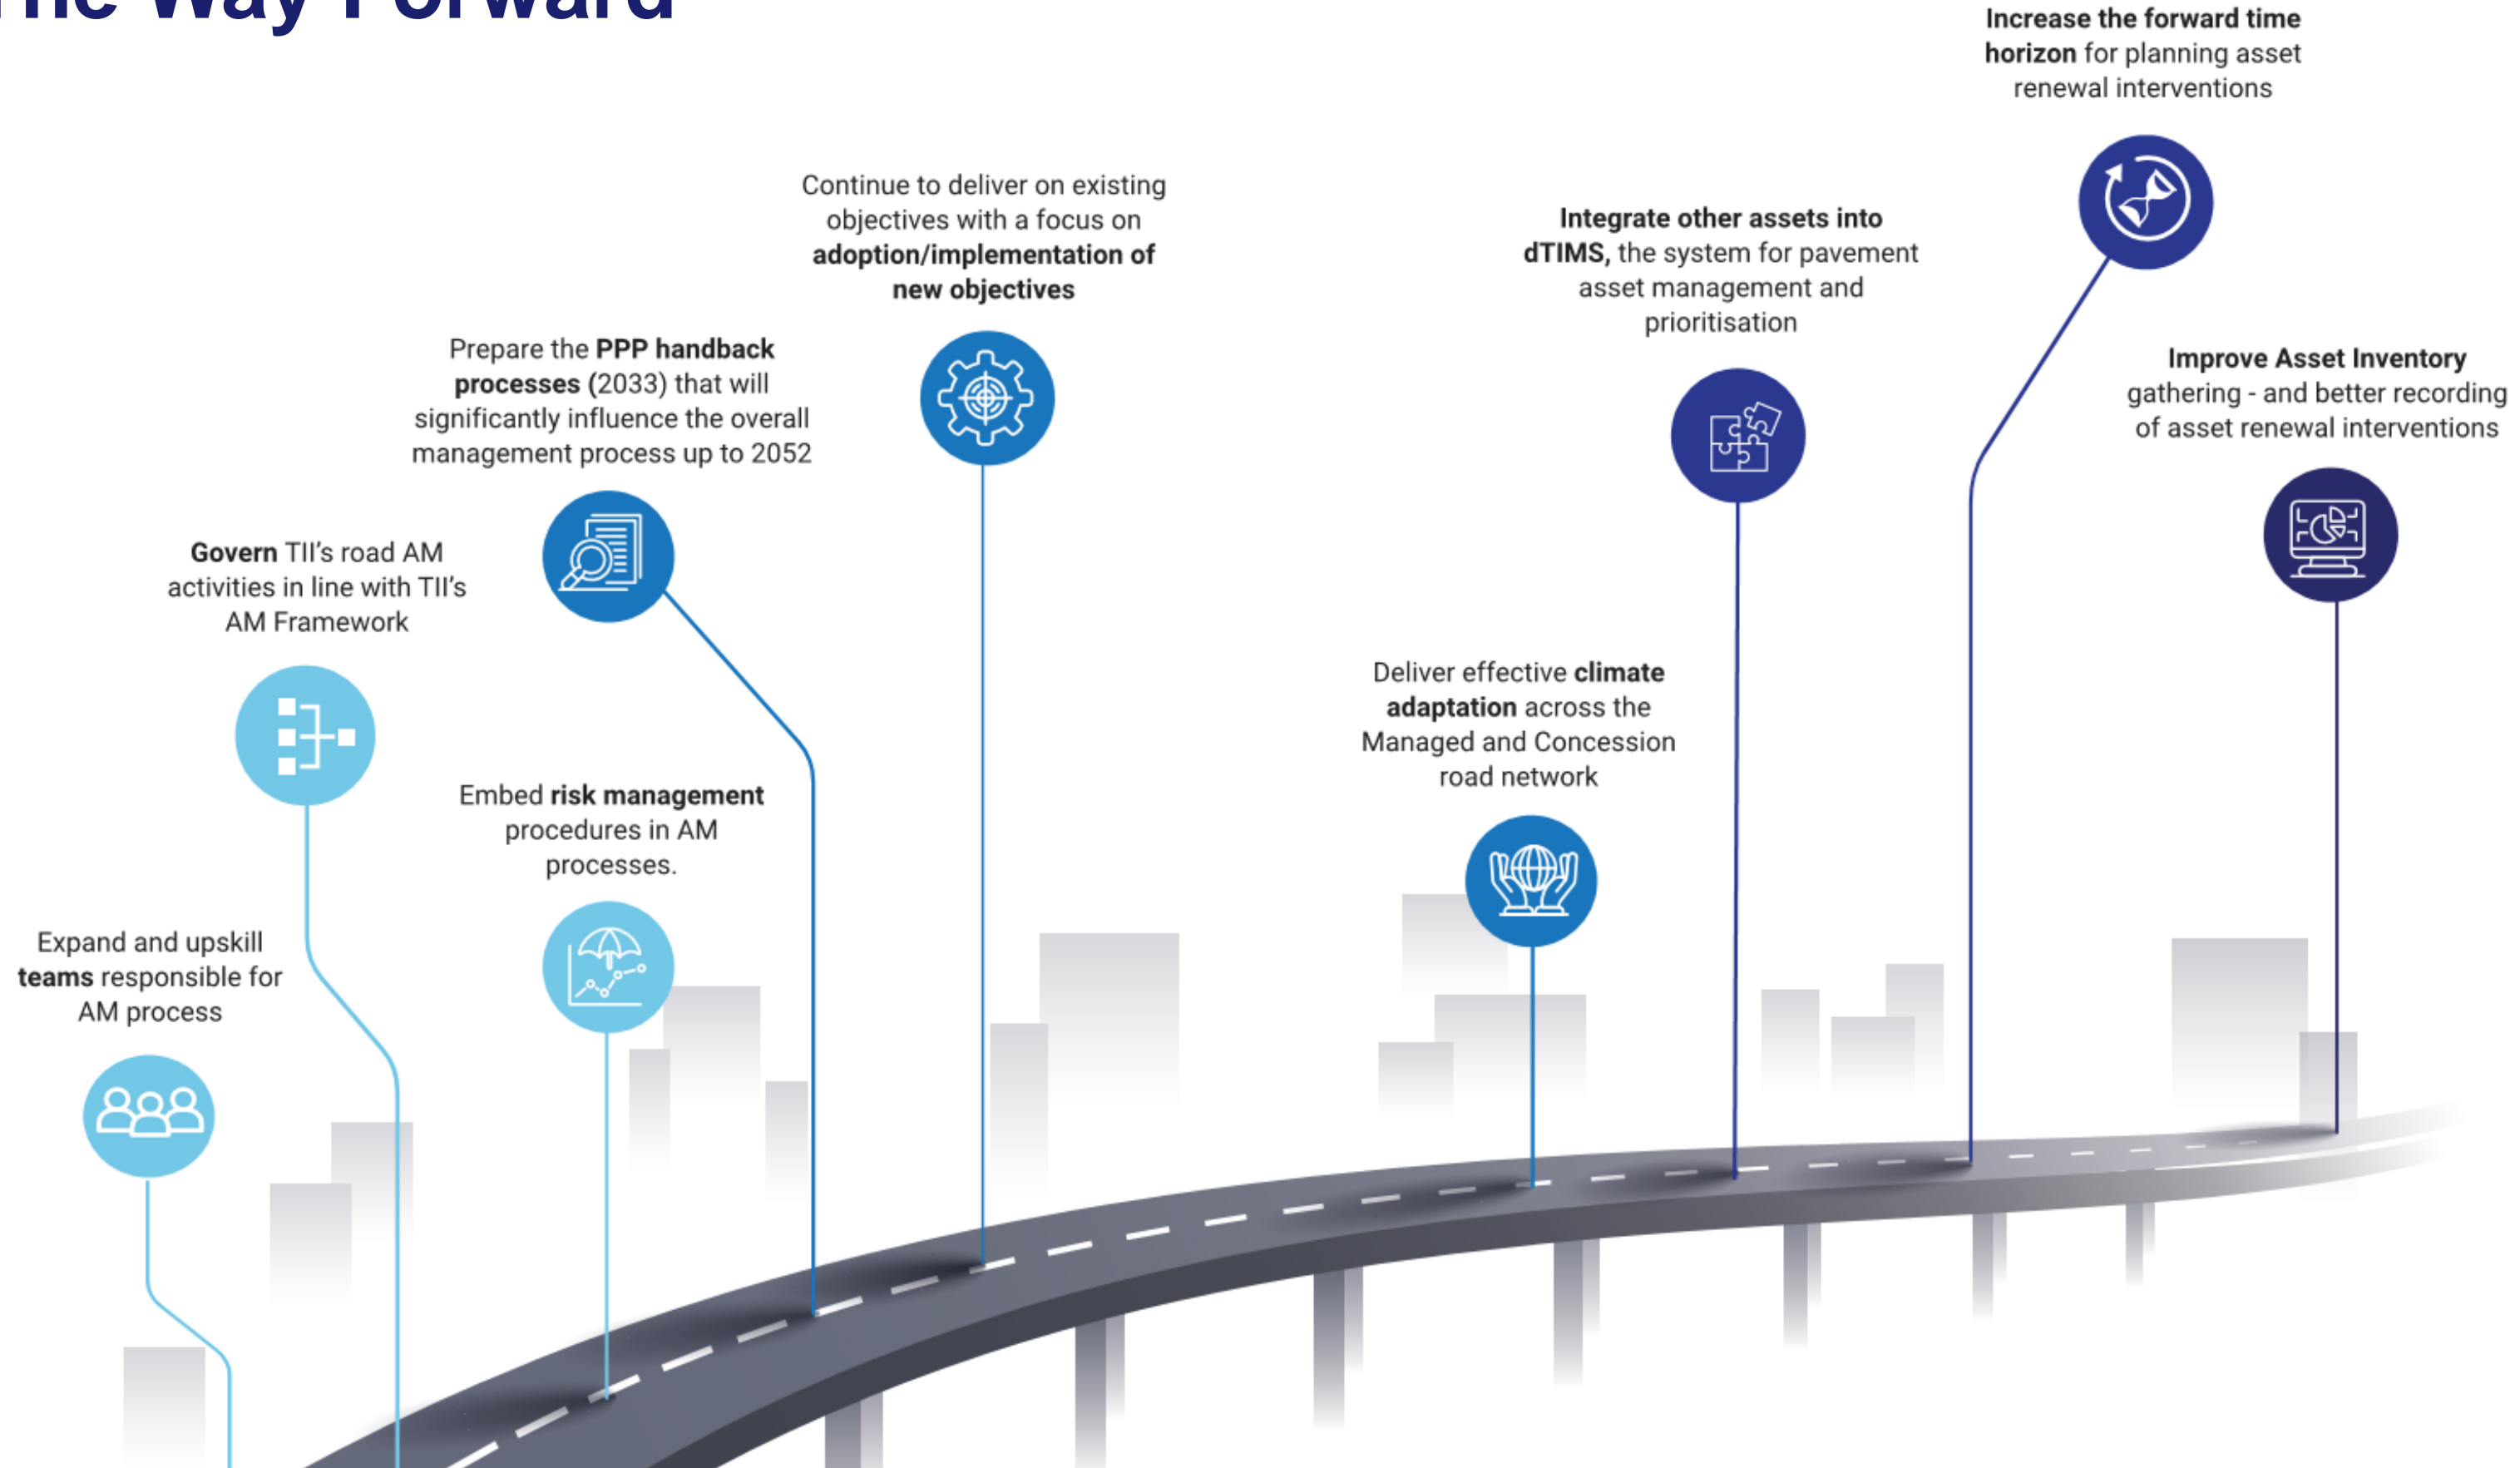 The Way Forward
Increase the forward time
horizon for planning asset
renewal interventions
Continue to deliver on existing
objectives with a focus on
adoption/implementation of
new objectives
Integrate other assets into
dTIMS, the system for pavement
asset management and
prioritisation
Prepare the PPP handback
processes (2033) that will
significantly influence the overall
management process up to 2052
Improve Asset Inventory
gathering - and better recording
of asset renewal interventions
Govern TII's road AM
activities in line with TII's
AM Framework
Deliver effective climate
adaptation across the
Managed and Concession
road network
Embed risk management
procedures in AM
processes.
Expand and upskill
teams responsible for
AM process